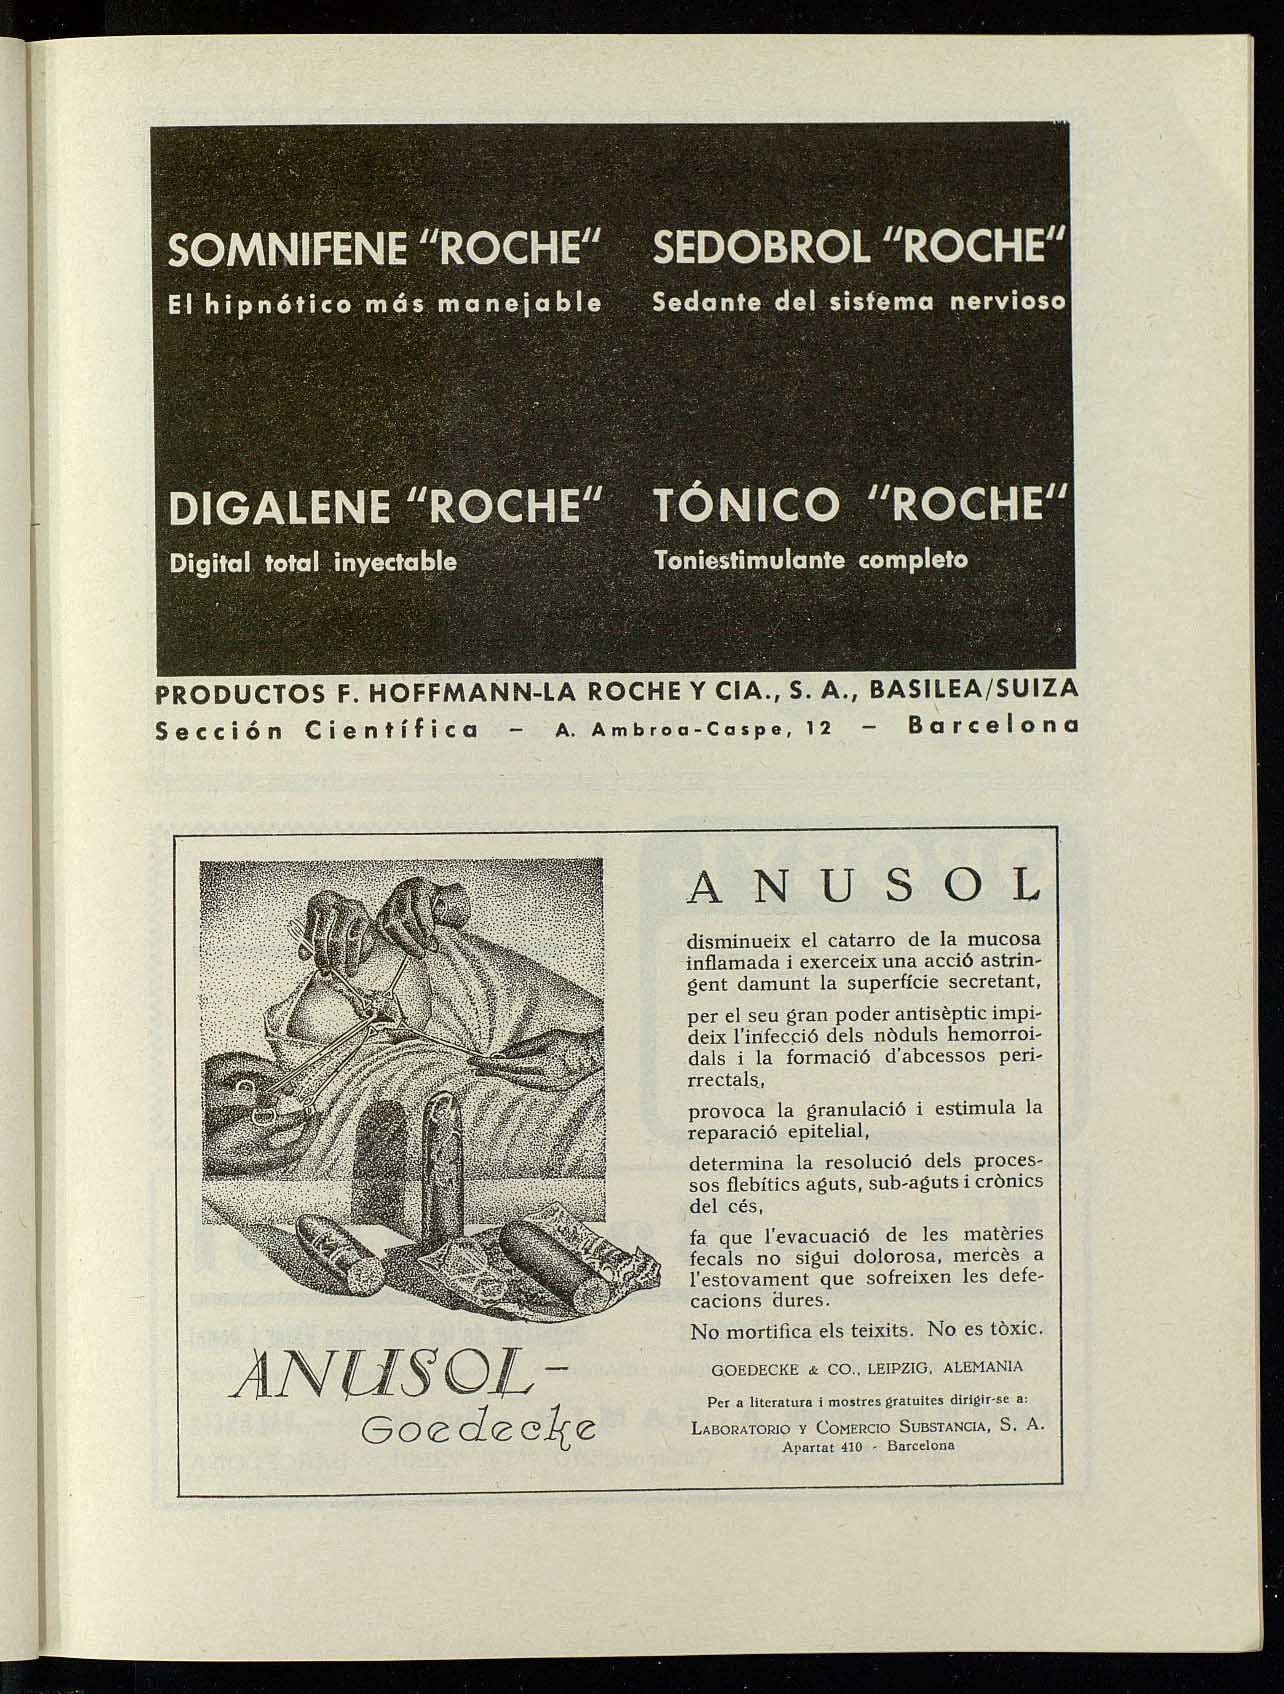 SOMNIFENE "ROCHE"
El hipnótico más manejable
SEDOBROL "ROCHE"
Sedante del sistema nervioso
DIGALENE "ROCHE"
Digital total inyectable
TÓNICO "ROCHE"
Toniestimulante completo
PRODUCTOS F. HOFFMANN-LA ROCHE Y CIA., S. A., BASILEA/SUIZA
Sección Científica - A. Ambroa-Caspe, 12 - Barcelona
ANUSOL-
Goedecke
ANUSOL
disminueix el catarro de la mucosa
inflamada i exerceix una acció astrin-
gent damunt la superfície secretant,
per el seu gran poder antisèptic impi-
deix l'infecció dels nòduls hemorroi-
dals i la formació d'abcessos peri-
rrectals,
provoca la granulació i estimula la
reparació epitelial,
determina la resolució dels proces-
sos flebítics aguts, sub-aguts i crònics
del cés,
fa que l'evacuació de les matèries
fecals no sigui dolorosa, mercès a
l'estovament que sofreixen les defe-
cacions dures.
No mortifica els teixits. No es tòxic.
GOEDECKE & CO., LEIPZIG, ALEMANIA
Per a literatura i mostres gratuites dirigir-se a:
LABORATORIO Y COMERCIO SUBSTANCIA, S. A.
Apartat 410 - Barcelona